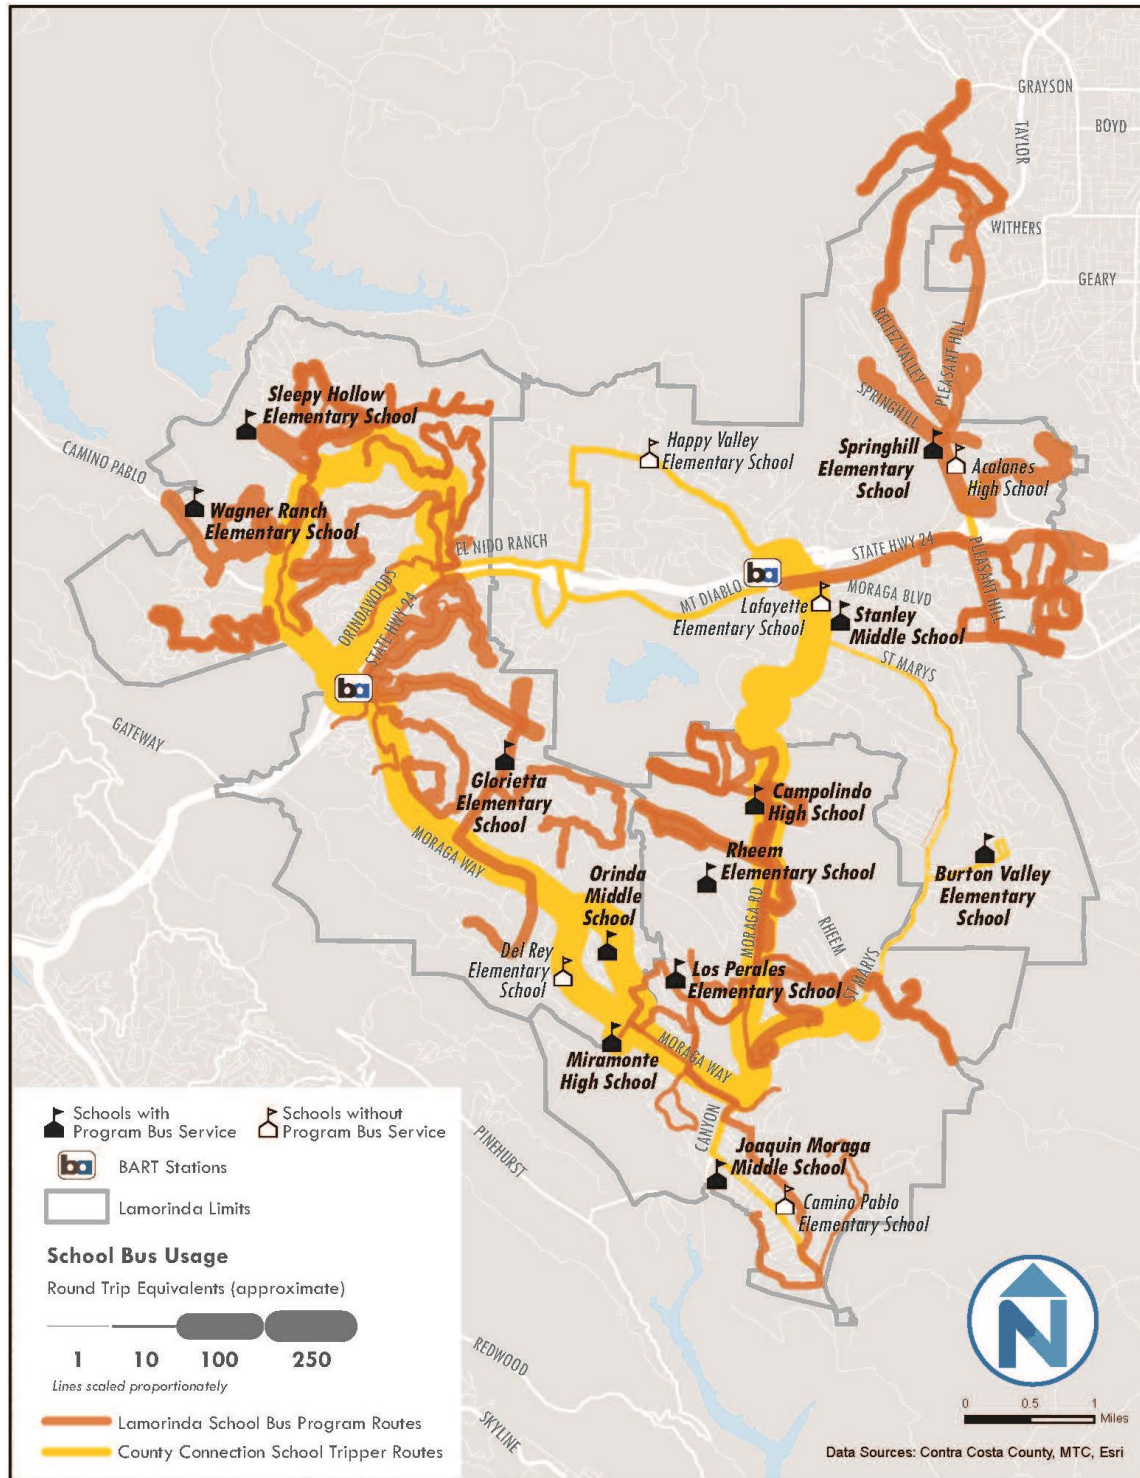 GRAYSON
TAYLOR
BOYD
WITHERS
GEARY
RELIEZ VALLEY
PLEASANT HILL
SPRINGHILL
Sleepy Hollow
Elementary School
CAMINO PABLO
Happy Valley
Elementary School
Springhill
Elementary
School
Acalanes
High School
Wagner Ranch
Elementary School
EL NIDO RANCH
STATE HWY 24
PLEASANT HILL
ORINDAWOODS
STATE HWY 24
ba
MT DIABLO
MORAGA BLVD
Lafayette
Elementary School
Stanley
Middle School
ST MARYS
ba
GATEWAY
Glorietta
Elementary
School
Campolindo
High School
MORAGA WAY
Orinda
Middle
School
Rheem
Elementary School
Burton Valley
Elementary
School
MORAGA RD
RHEEM
Del Rey
Elementary
School
Los Perales
Elementary School
ST MARYS
Miramonte
High School
MORAGA WAY
CANYON
PINEHURST
Joaquin Moraga
Middle School
Camino Pablo
Elementary School
REDWOOD
SKYLINE
Schools with
Program Bus Service
Schools without
Program Bus Service
ba
BART Stations
Lamorinda Limits
School Bus Usage
Round Trip Equivalents (approximate)
1 10 100 250
Lines scaled proportionately
Lamorinda School Bus Program Routes
County Connection School Tripper Routes
N
0 0.5 1
Miles
Data Sources: Contra Costa County, MTC, Esri